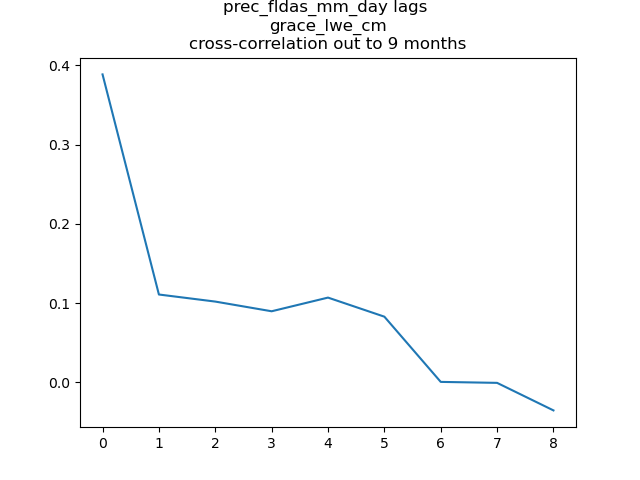 prec_fldas_mm_day lags
grace_lwe_cm
cross-correlation out to 9 months
0.4
0.3
0.2
0.1
0.0
0 1 2 3 4 5 6 7 8